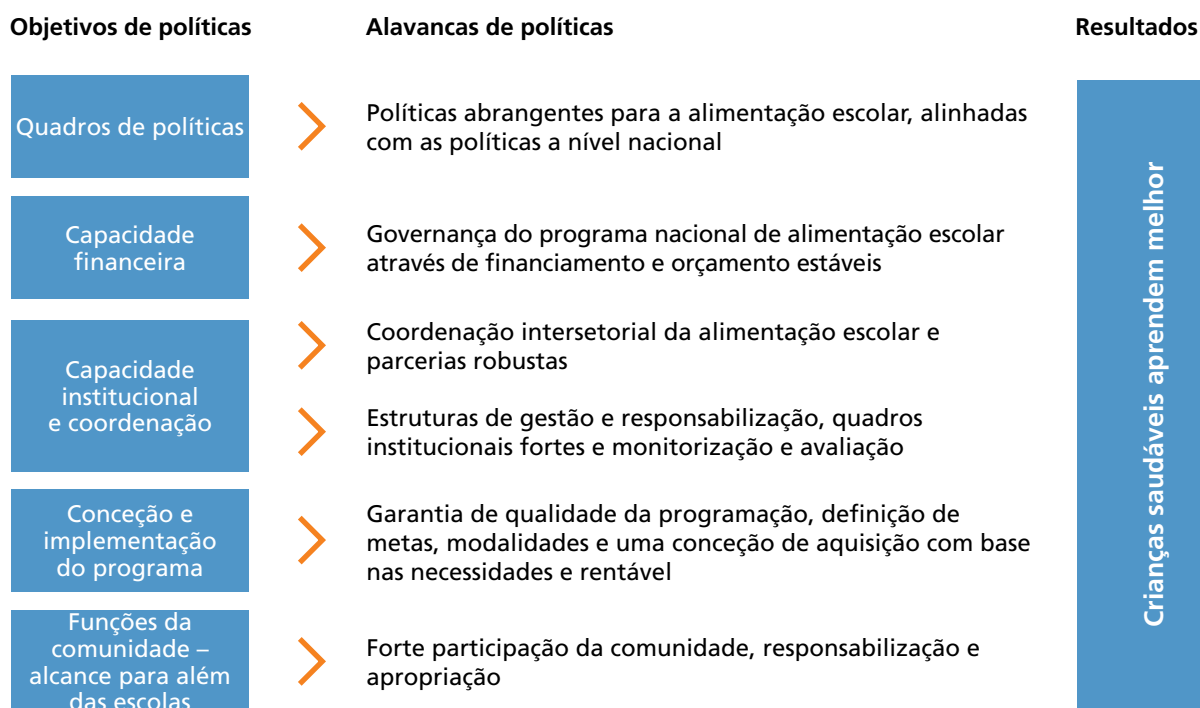 Objetivos de políticas
Alavancas de políticas
Resultados
Quadros de políticas
Políticas abrangentes para a alimentação escolar, alinhadas
com as políticas a nível nacional
Capacidade
financeira
Governança do programa nacional de alimentação escolar
através de financiamento e orçamento estáveis
Capacidade
institucional
e coordenação
Coordenação intersetorial da alimentação escolar e
parcerias robustas
Estruturas de gestão e responsabilização, quadros
institucionais fortes e monitorização e avaliação
Conceção e
implementação
do programa
Garantia de qualidade da programação, definição de
metas, modalidades e uma conceção de aquisição com base
nas necessidades e rentável
Funções da
comunidade –
alcance para além
das escolas
Forte participação da comunidade, responsabilização e
apropriação
Crianças saudáveis aprendem melhor